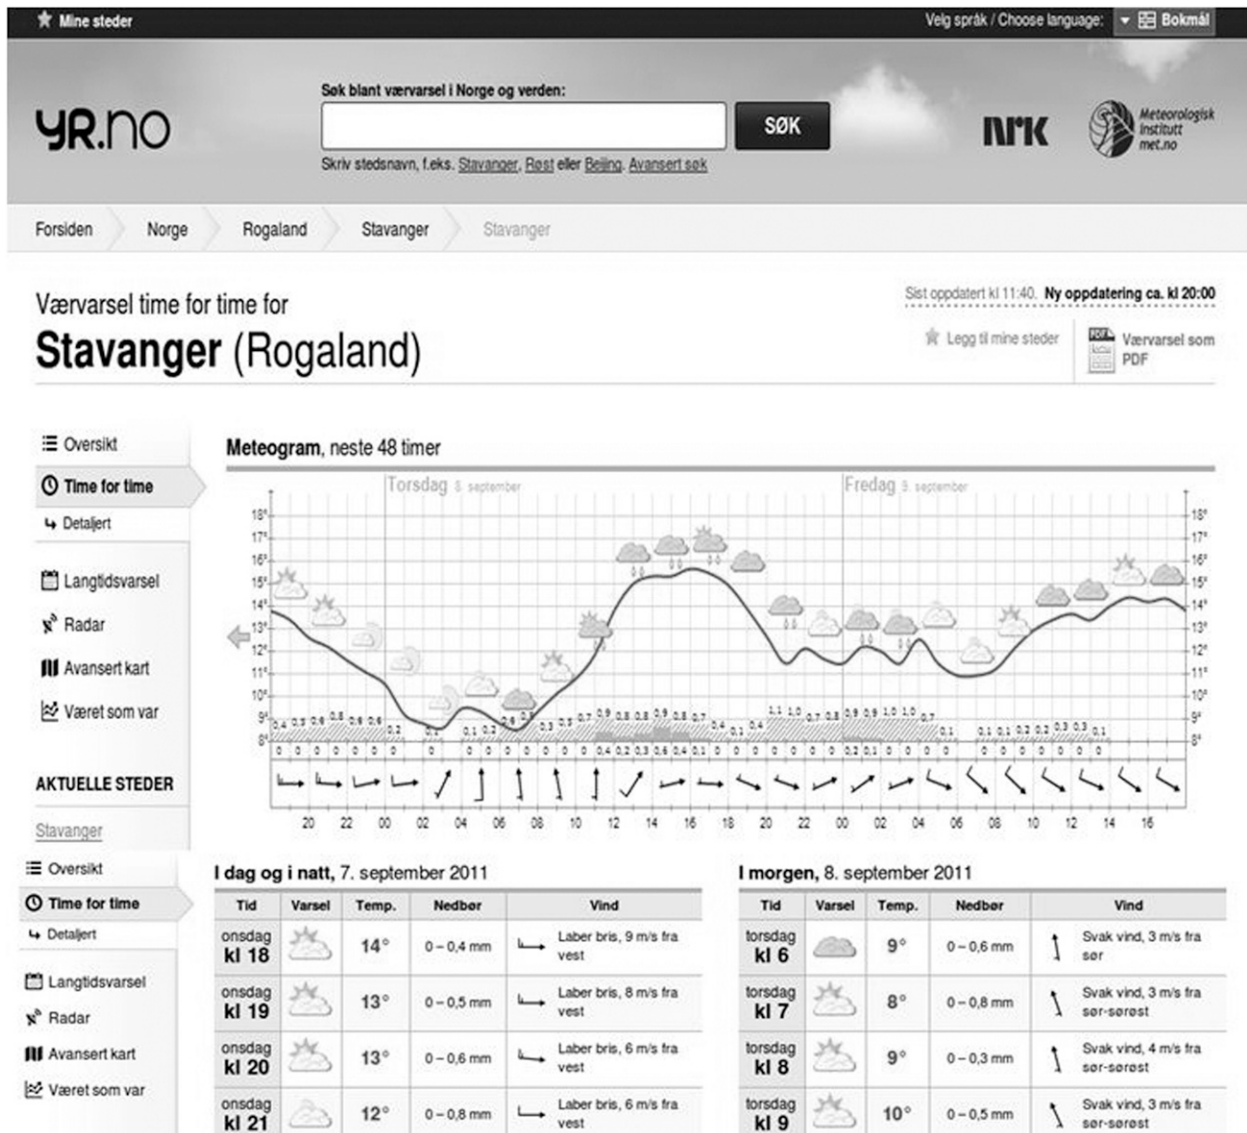 Mine steder
Velg språk / Choose language: Bokmål
Søk blant værvarsel i Norge og verden:
YR.NO
SØK
NRK
Meteorologisk
Institutt
met.no
Skriv stedsnavn, f.eks. Stavanger, Røst eller Beijing. Avansert søk
Forsiden Norge Rogaland Stavanger Stavanger
Sist oppdatert kl 11:40. Ny oppdatering ca. kl 20:00
Værvarsel time for time for
Stavanger (Rogaland)
Legg til mine steder
PDF
Værvarsel som
PDF
Oversikt
Time for time
Detaljert
Langtidsvarsel
Radar
Avansert kart
Været som var
AKTUELLE STEDER
Stavanger
Meteogram, neste 48 timer
Torsdag 8. september
Fredag 9. september
18° 18°
17° 17°
16° 16°
15° 15°
14° 14°
13° 13°
12° 12°
11° 11°
10° 10°
9° 9°
8° 8°
20 22 00 02 04 06 08 10 12 14 16 18 20 22 00 02 04 06 08 10 12 14 16
Oversikt
Time for time
Detaljert
Langtidsvarsel
Radar
Avansert kart
Været som var
I dag og i natt, 7. september 2011
Tid Varsel Temp. Nedbør Vind
onsdag
kl 18 14° 0 – 0,4 mm Laber bris, 9 m/s fra
vest
onsdag
kl 19 13° 0 – 0,5 mm Laber bris, 8 m/s fra
vest
onsdag
kl 20 13° 0 – 0,6 mm Laber bris, 6 m/s fra
vest
onsdag
kl 21 12° 0 – 0,8 mm Laber bris, 6 m/s fra
vest
I morgen, 8. september 2011
Tid Varsel Temp. Nedbør Vind
torsdag
kl 6 9° 0 – 0,6 mm Svak vind, 3 m/s fra
sør
torsdag
kl 7 8° 0 – 0,8 mm Svak vind, 3 m/s fra
sør-sørøst
torsdag
kl 8 9° 0 – 0,3 mm Svak vind, 4 m/s fra
sør-sørøst
torsdag
kl 9 10° 0 – 0,5 mm Svak vind, 3 m/s fra
sør-sørøst